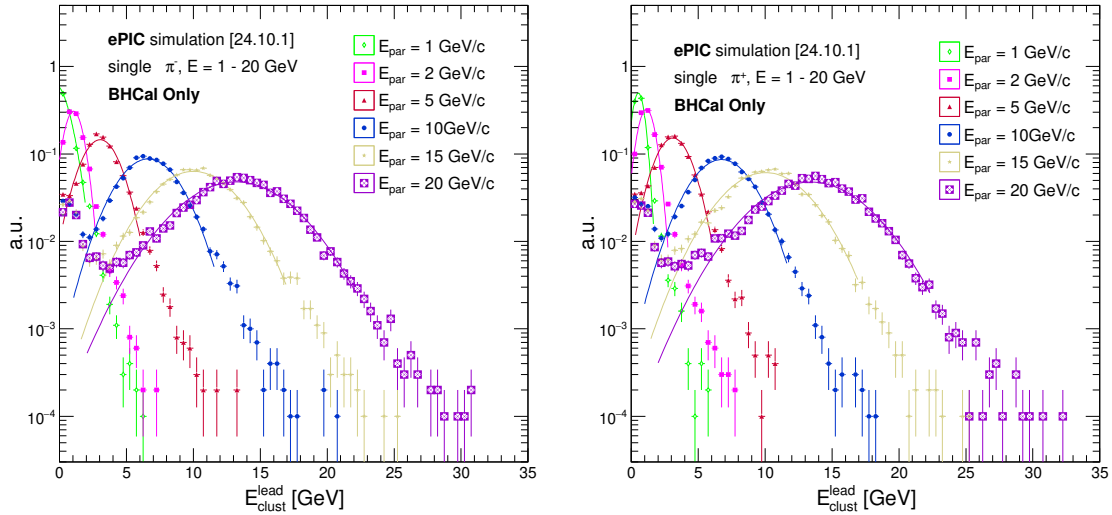 ePIC simulation [24.10.1]
single π⁻, E = 1 - 20 GeV
BHCal Only
E_par = 1 GeV/c
E_par = 2 GeV/c
E_par = 5 GeV/c
E_par = 10GeV/c
E_par = 15 GeV/c
E_par = 20 GeV/c
a.u.
1
10⁻¹
10⁻²
10⁻³
10⁻⁴
0 5 10 15 20 25 30 35
E_clust^lead [GeV]
ePIC simulation [24.10.1]
single π⁺, E = 1 - 20 GeV
BHCal Only
E_par = 1 GeV/c
E_par = 2 GeV/c
E_par = 5 GeV/c
E_par = 10GeV/c
E_par = 15 GeV/c
E_par = 20 GeV/c
a.u.
1
10⁻¹
10⁻²
10⁻³
10⁻⁴
0 5 10 15 20 25 30 35
E_clust^lead [GeV]